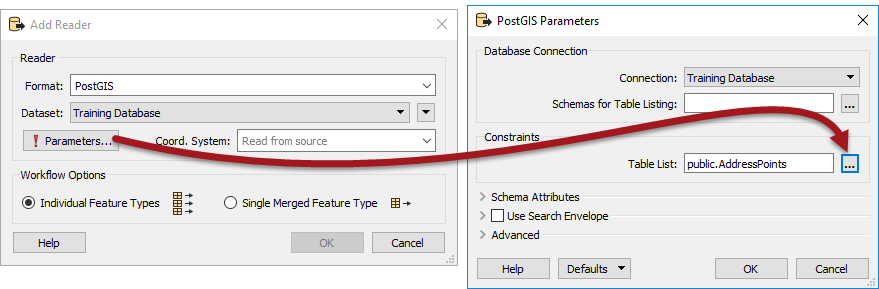 Add Reader
Reader
Format: PostGIS
Dataset: Training Database
! Parameters... Coord. System: Read from source
Workflow Options
Individual Feature Types Single Merged Feature Type
Help OK Cancel
PostGIS Parameters
Database Connection
Connection: Training Database
Schemas for Table Listing: ...
Constraints
Table List: public.AddressPoints ...
Schema Attributes
Use Search Envelope
Advanced
Help Defaults OK Cancel